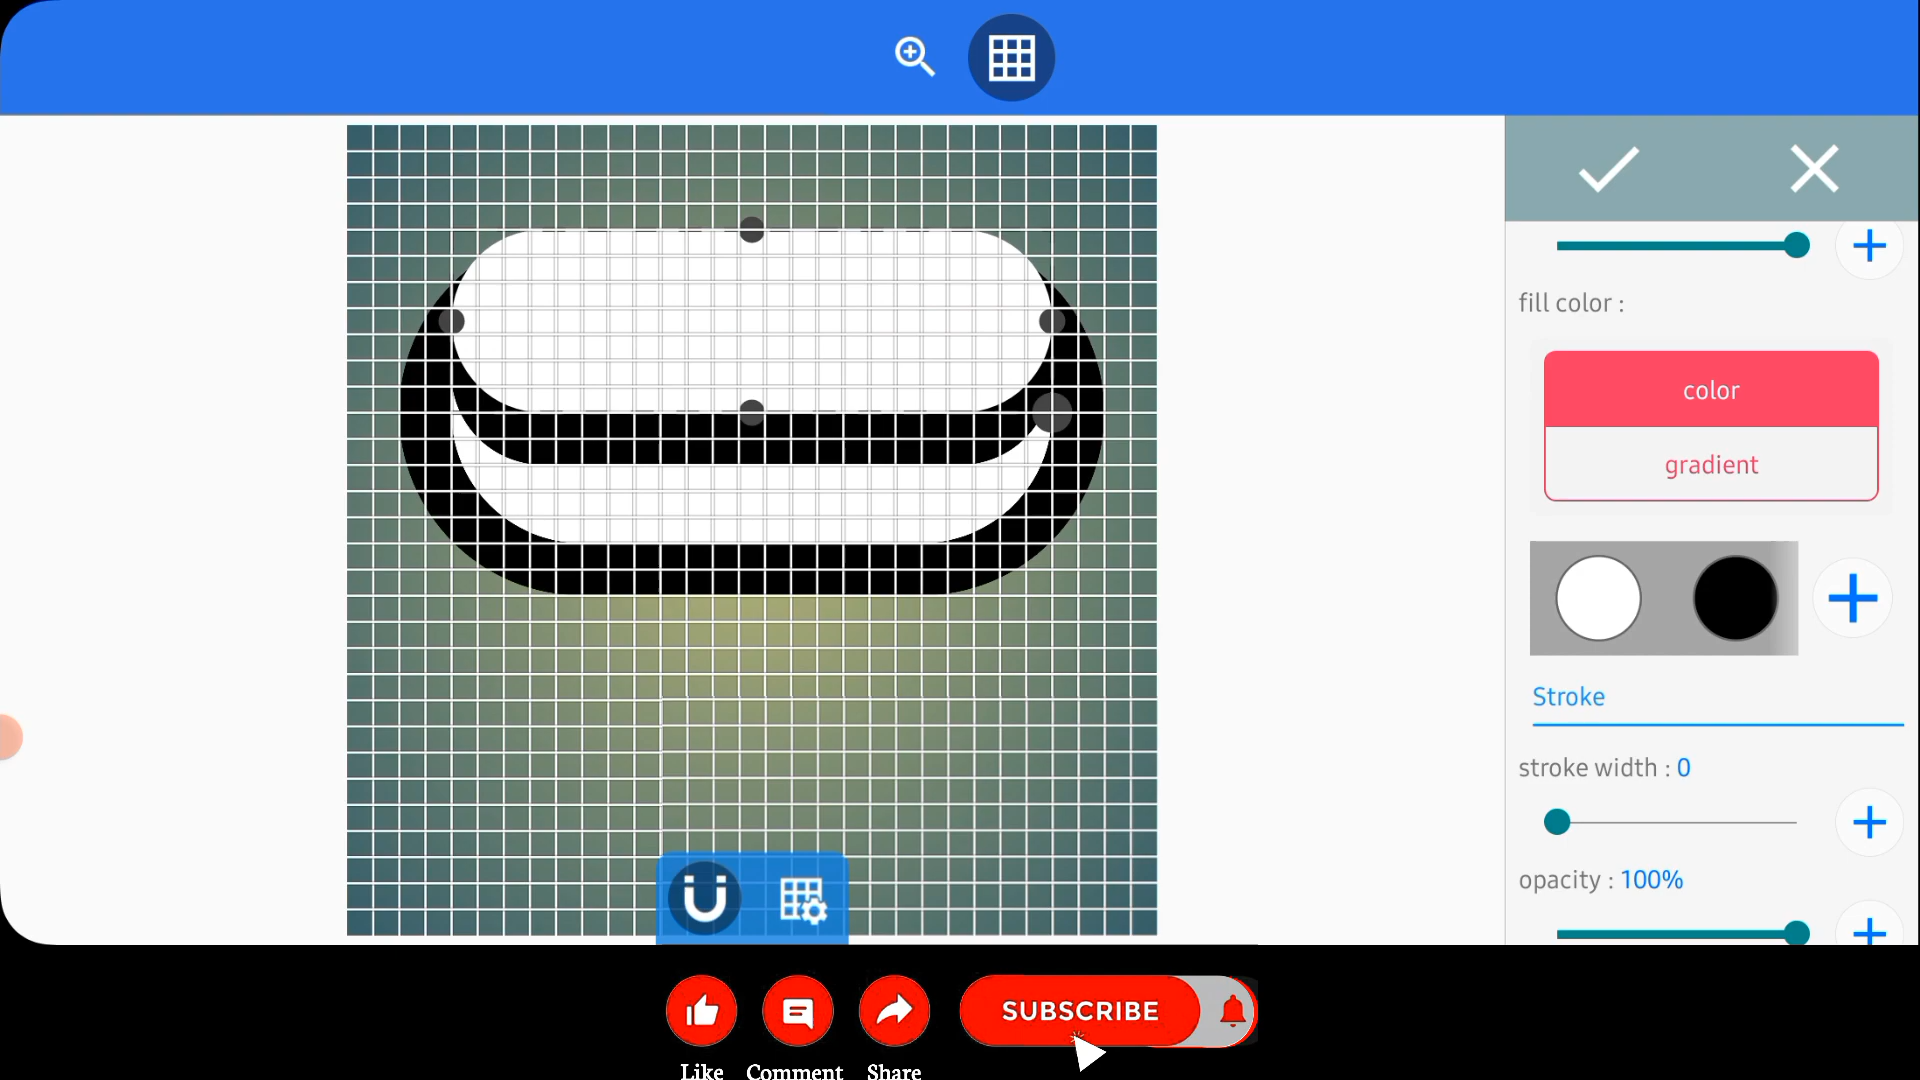 fill color :
color
gradient
Stroke
stroke width : 0
opacity : 100%
SUBSCRIBE
Like Comment Share